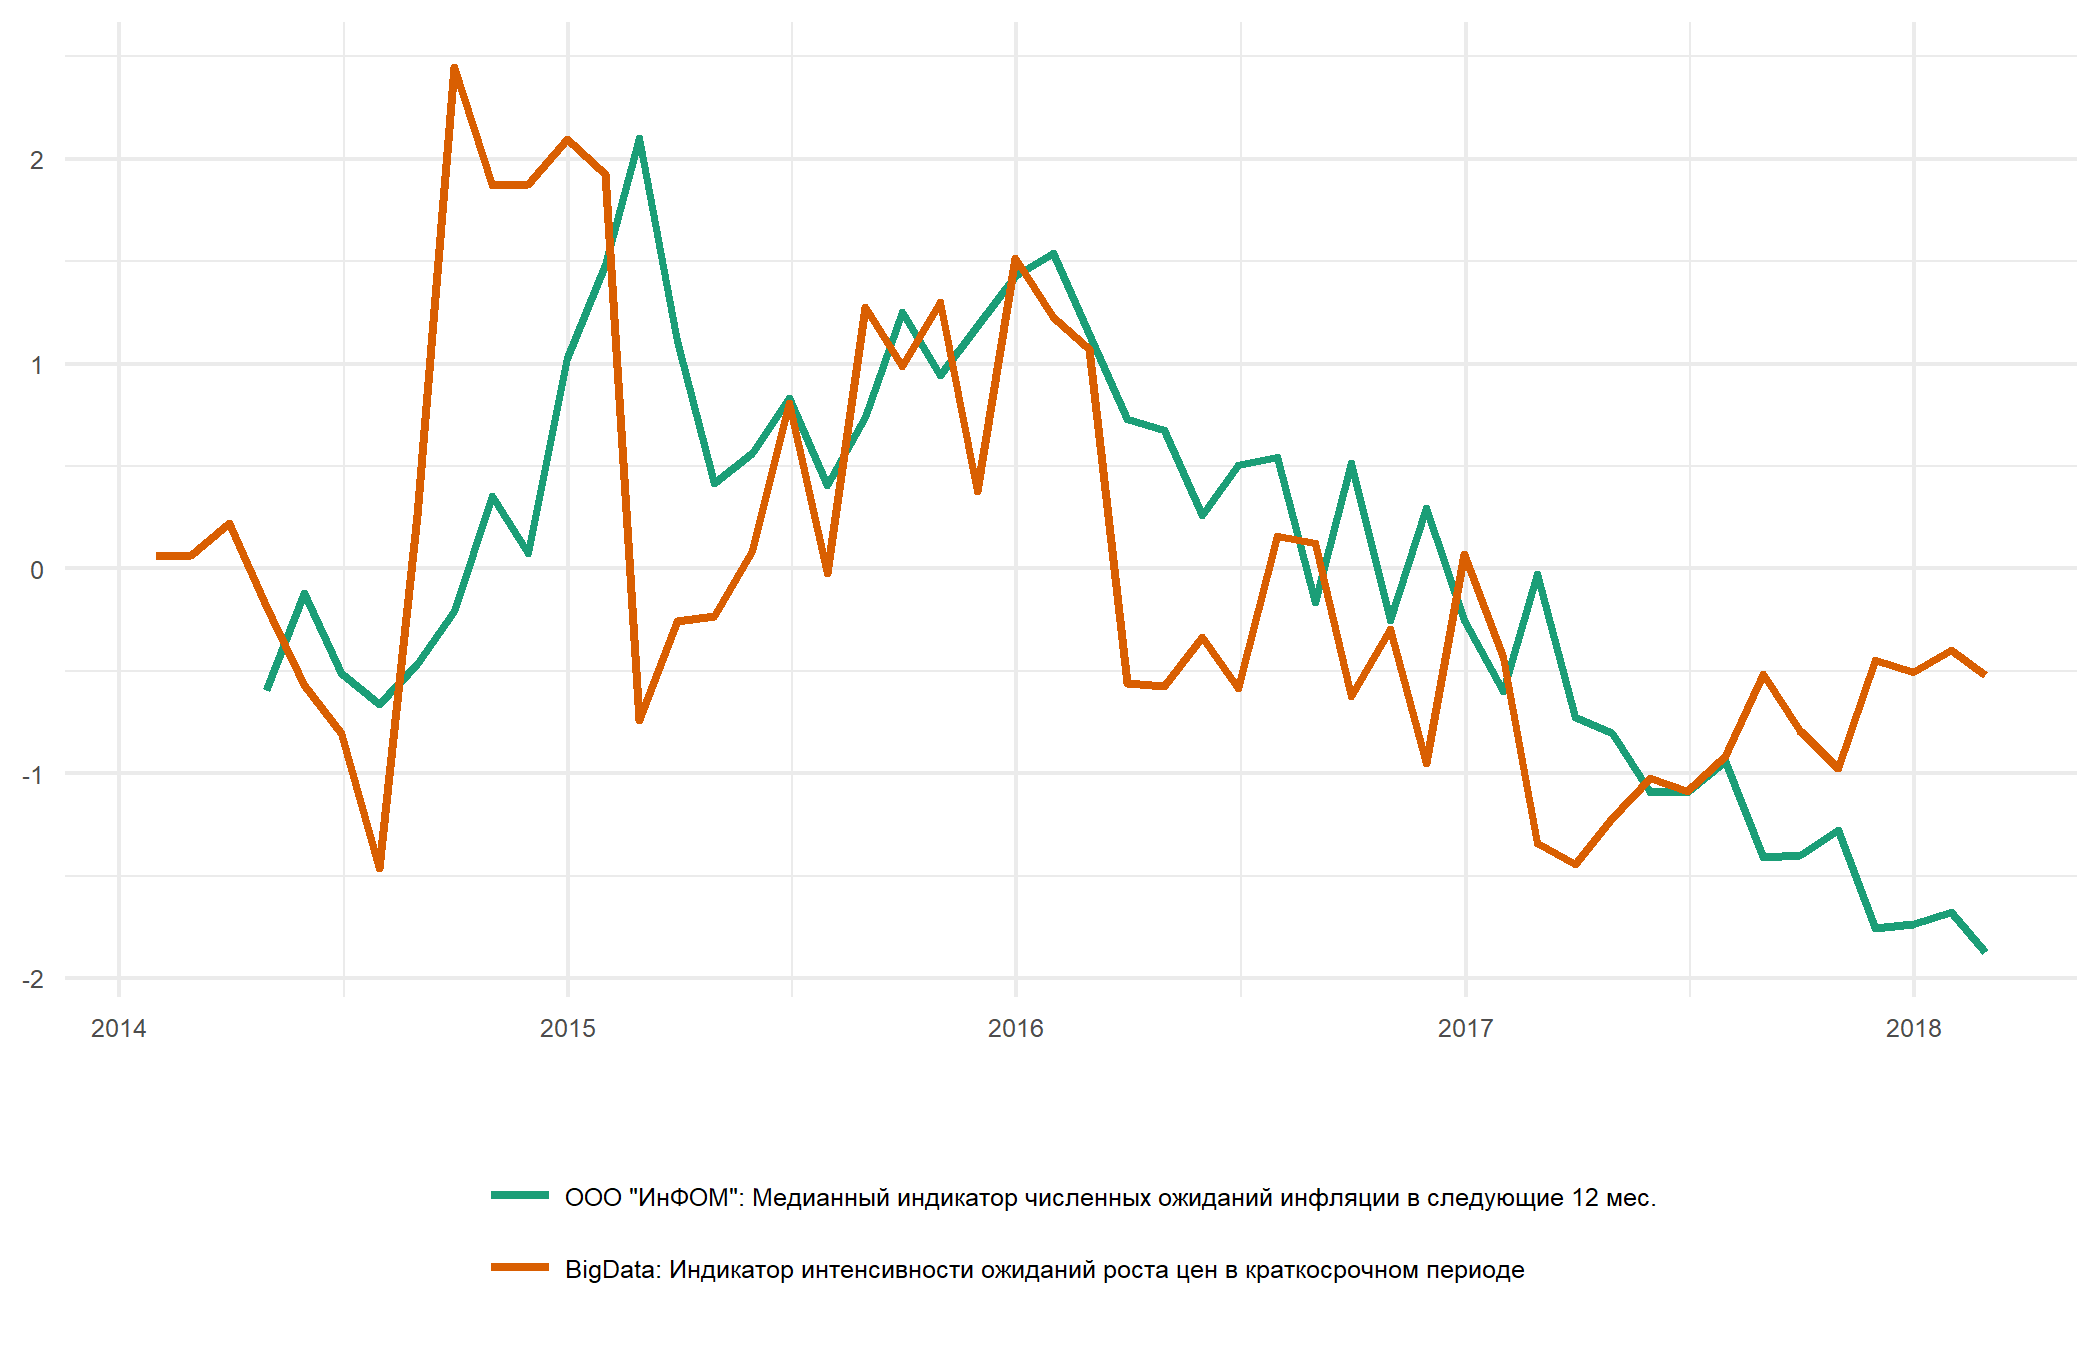 2
1
0
-1
-2
2014 2015 2016 2017 2018
ООО "ИнФОМ": Медианный индикатор численных ожиданий инфляции в следующие 12 мес.
BigData: Индикатор интенсивности ожиданий роста цен в краткосрочном периоде